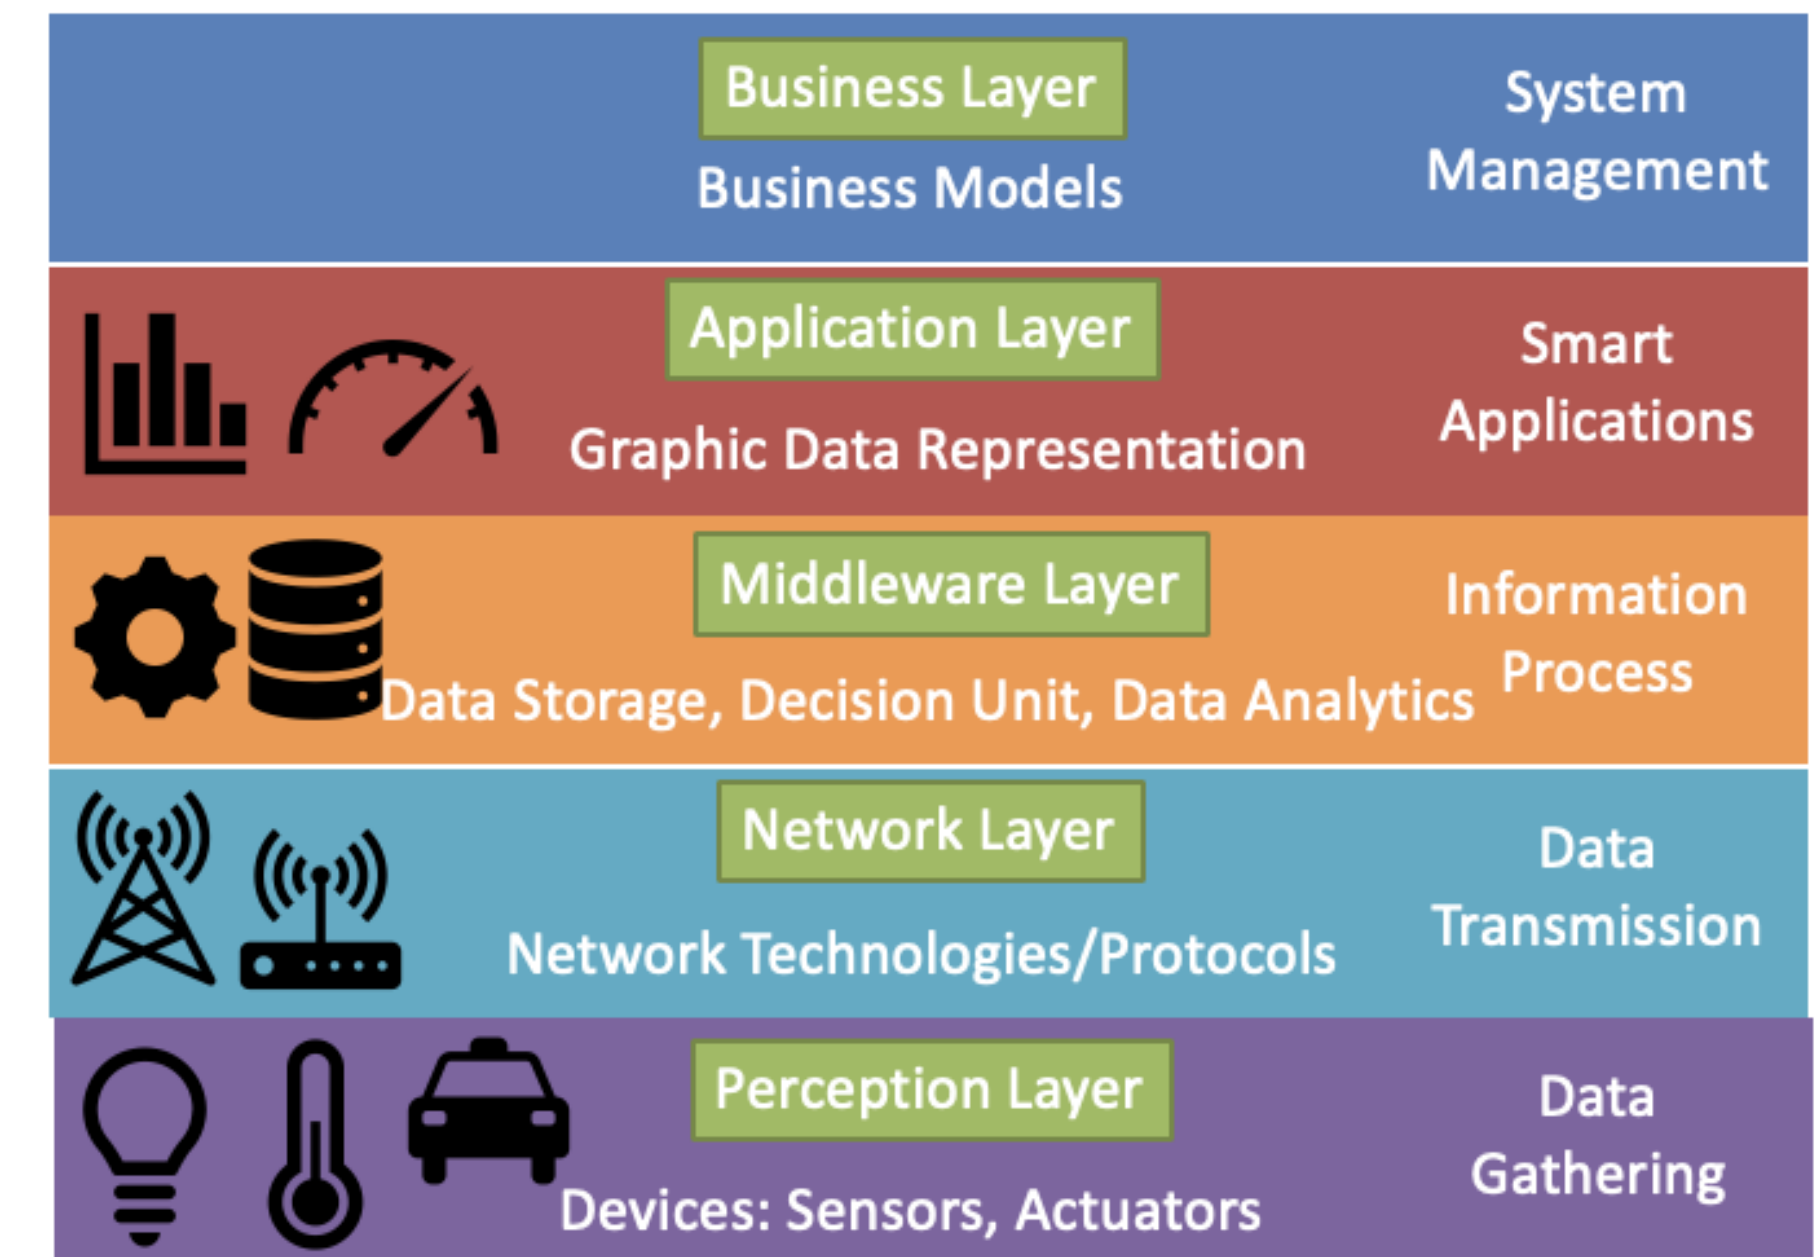 Business Layer
Business Models
System
Management
Application Layer
Graphic Data Representation
Smart
Applications
Middleware Layer
Data Storage, Decision Unit, Data Analytics
Information
Process
Network Layer
Network Technologies/Protocols
Data
Transmission
Perception Layer
Devices: Sensors, Actuators
Data
Gathering